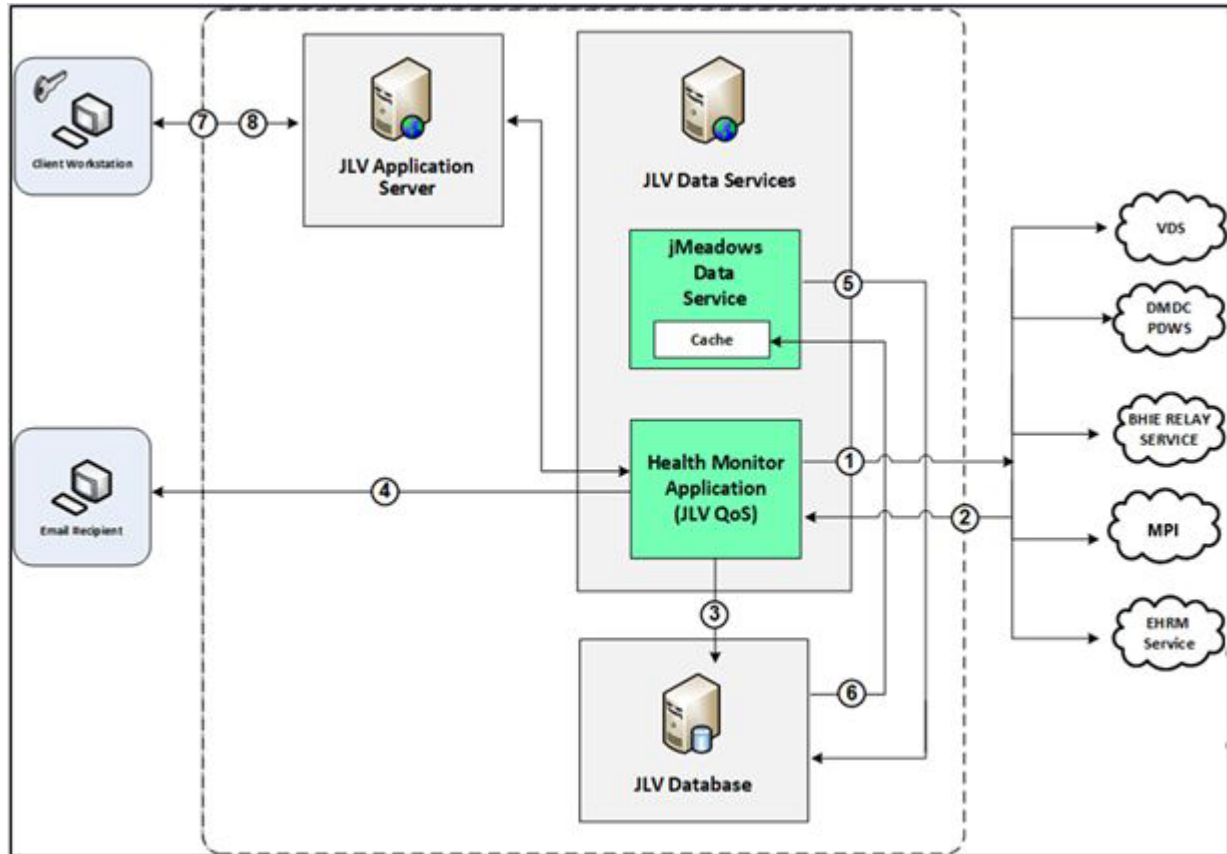 Client Workstation
7
8
JLV Application
Server
JLV Data Services
jMeadows
Data
Service
Cache
5
Health Monitor
Application
(JLV QoS)
1
2
4
Email Recipient
3
JLV Database
6
VDS
DMDC
PDWS
BHIE RELAY
SERVICE
MPI
EHRM
Service